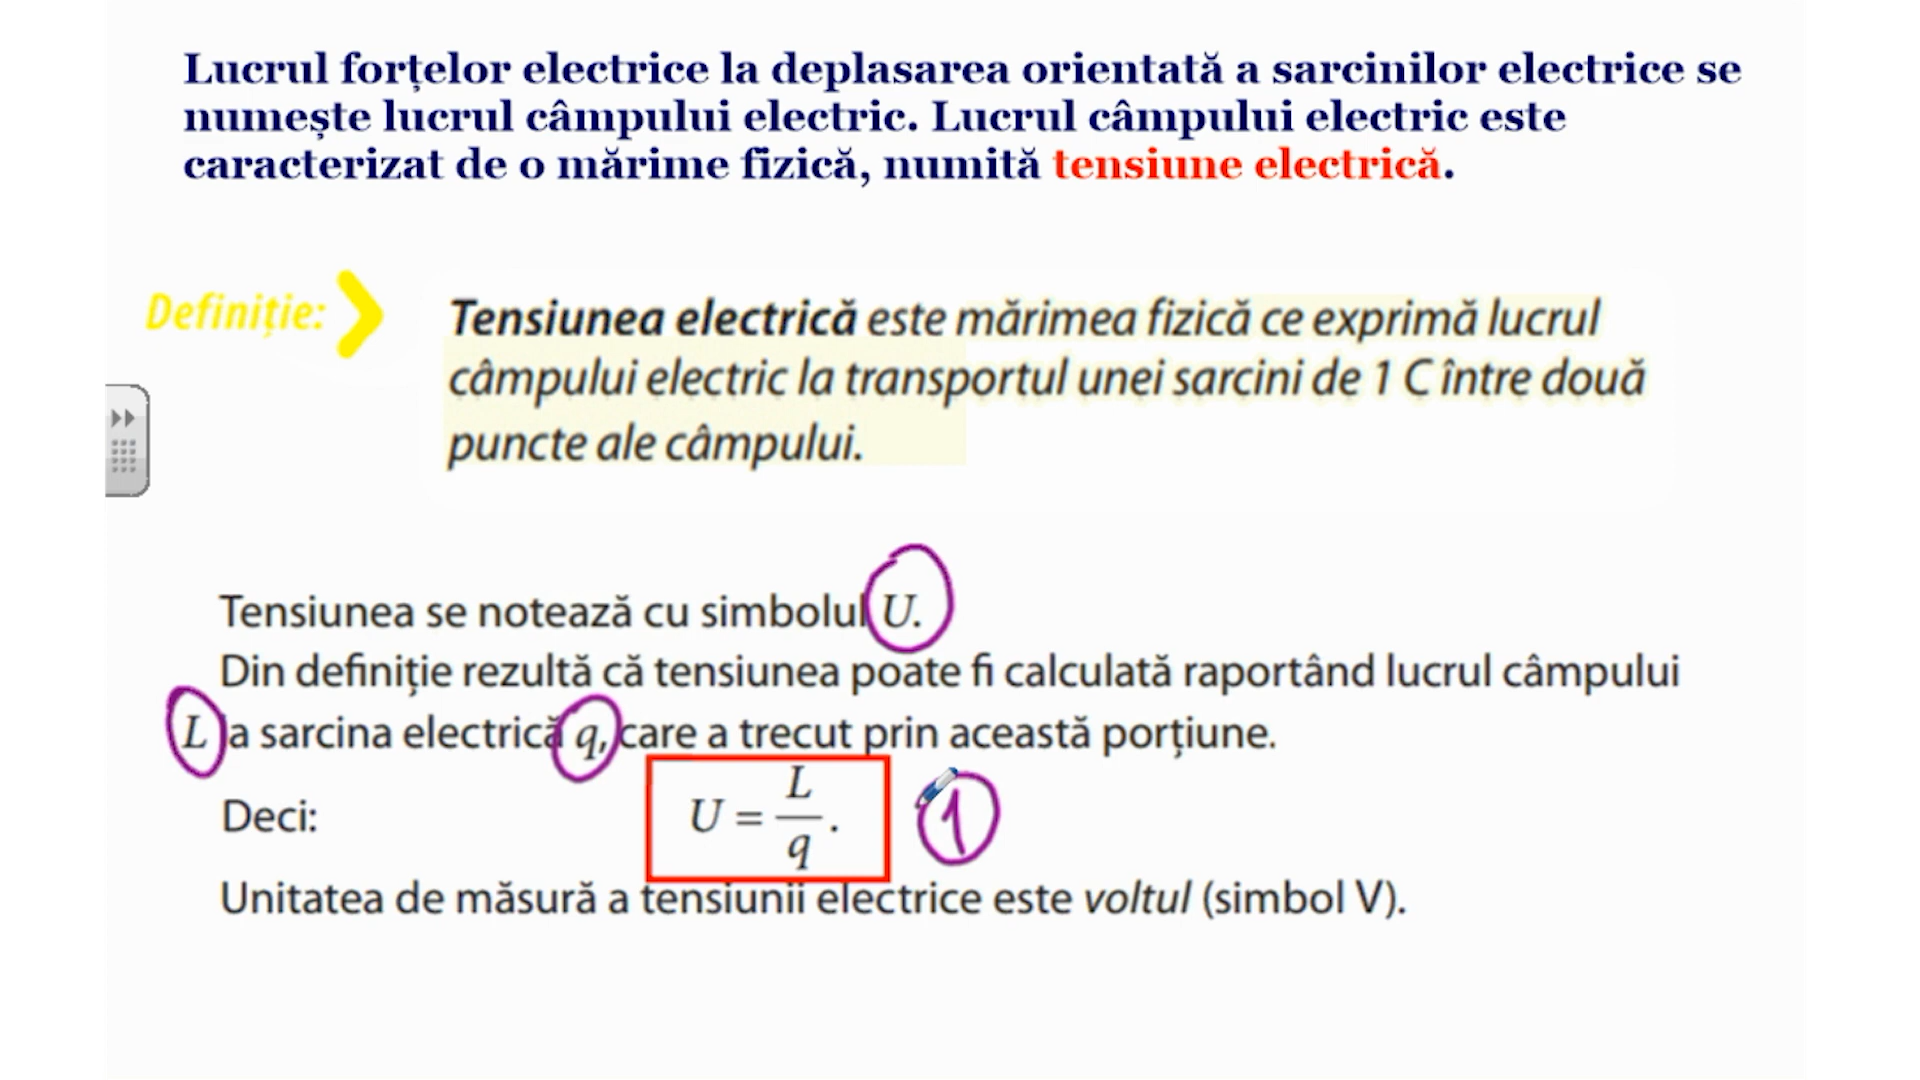 Lucrul forțelor electrice la deplasarea orientată a sarcinilor electrice se
numește lucrul câmpului electric. Lucrul câmpului electric este
caracterizat de o mărime fizică, numită tensiune electrică.
Definiție:
Tensiunea electrică este mărimea fizică ce exprimă lucrul
câmpului electric la transportul unei sarcini de 1 C între două
puncte ale câmpului.
Tensiunea se notează cu simbolul U.
Din definiție rezultă că tensiunea poate fi calculată raportând lucrul câmpului
L la sarcina electrică q, care a trecut prin această porțiune.
Deci: U = L/q. 1
Unitatea de măsură a tensiunii electrice este voltul (simbol V).